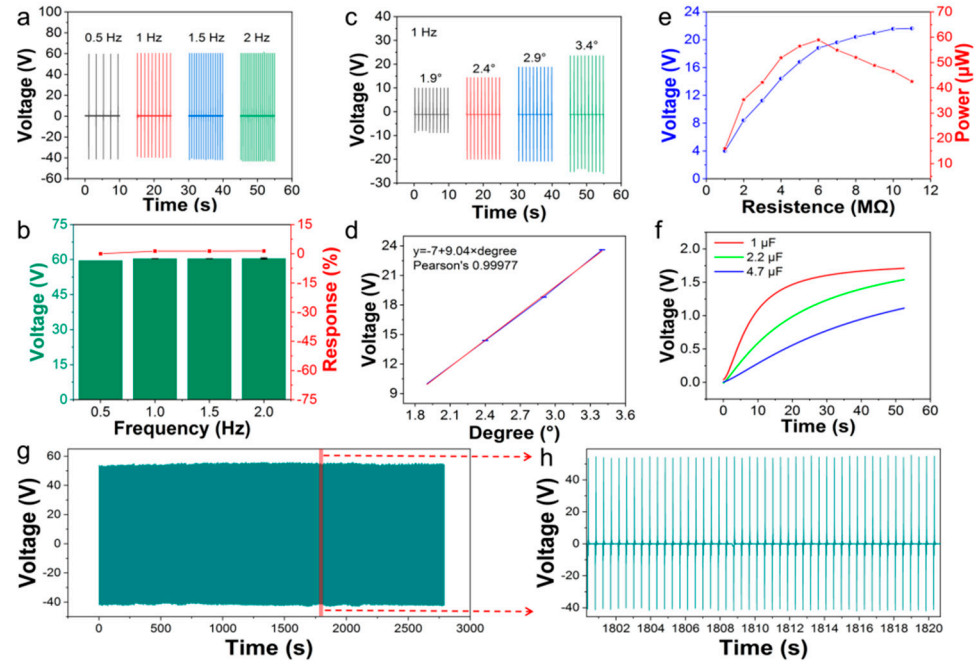 a
Voltage (V)
100
80
60
40
20
0
-20
-40
-60
0.5 Hz 1 Hz 1.5 Hz 2 Hz
0 10 20 30 40 50 60
Time (s)
c
Voltage (V)
40
30
20
10
0
-10
-20
-30
1 Hz
1.9° 2.4° 2.9° 3.4°
0 10 20 30 40 50 60
Time (s)
e
Voltage (V)
24
20
16
12
8
4
0
70
60
50
40
30
20
10
Power (μW)
0 2 4 6 8 10 12
Resistence (MΩ)
b
Voltage (V)
75
60
45
30
15
0
15
0
-15
-30
-45
-60
-75
Response (%)
0.5 1.0 1.5 2.0
Frequency (Hz)
d
Voltage (V)
24
21
18
15
12
9
y=-7+9.04×degree
Pearson's 0.99977
2.1 2.4 2.7 3.0 3.3 3.6
Degree (°)
f
Voltage (V)
2.0
1.5
1.0
0.5
0.0
1 μF
2.2 μF
4.7 μF
0 10 20 30 40 50 60
Time (s)
g
Voltage (V)
60
40
20
0
-20
-40
0 500 1000 1500 1750 2000 2500 3000
Time (s)
h
Voltage (V)
40
20
0
-20
-40
1802 1804 1806 1808 1810 1812 1814 1816 1818 1820
Time (s)